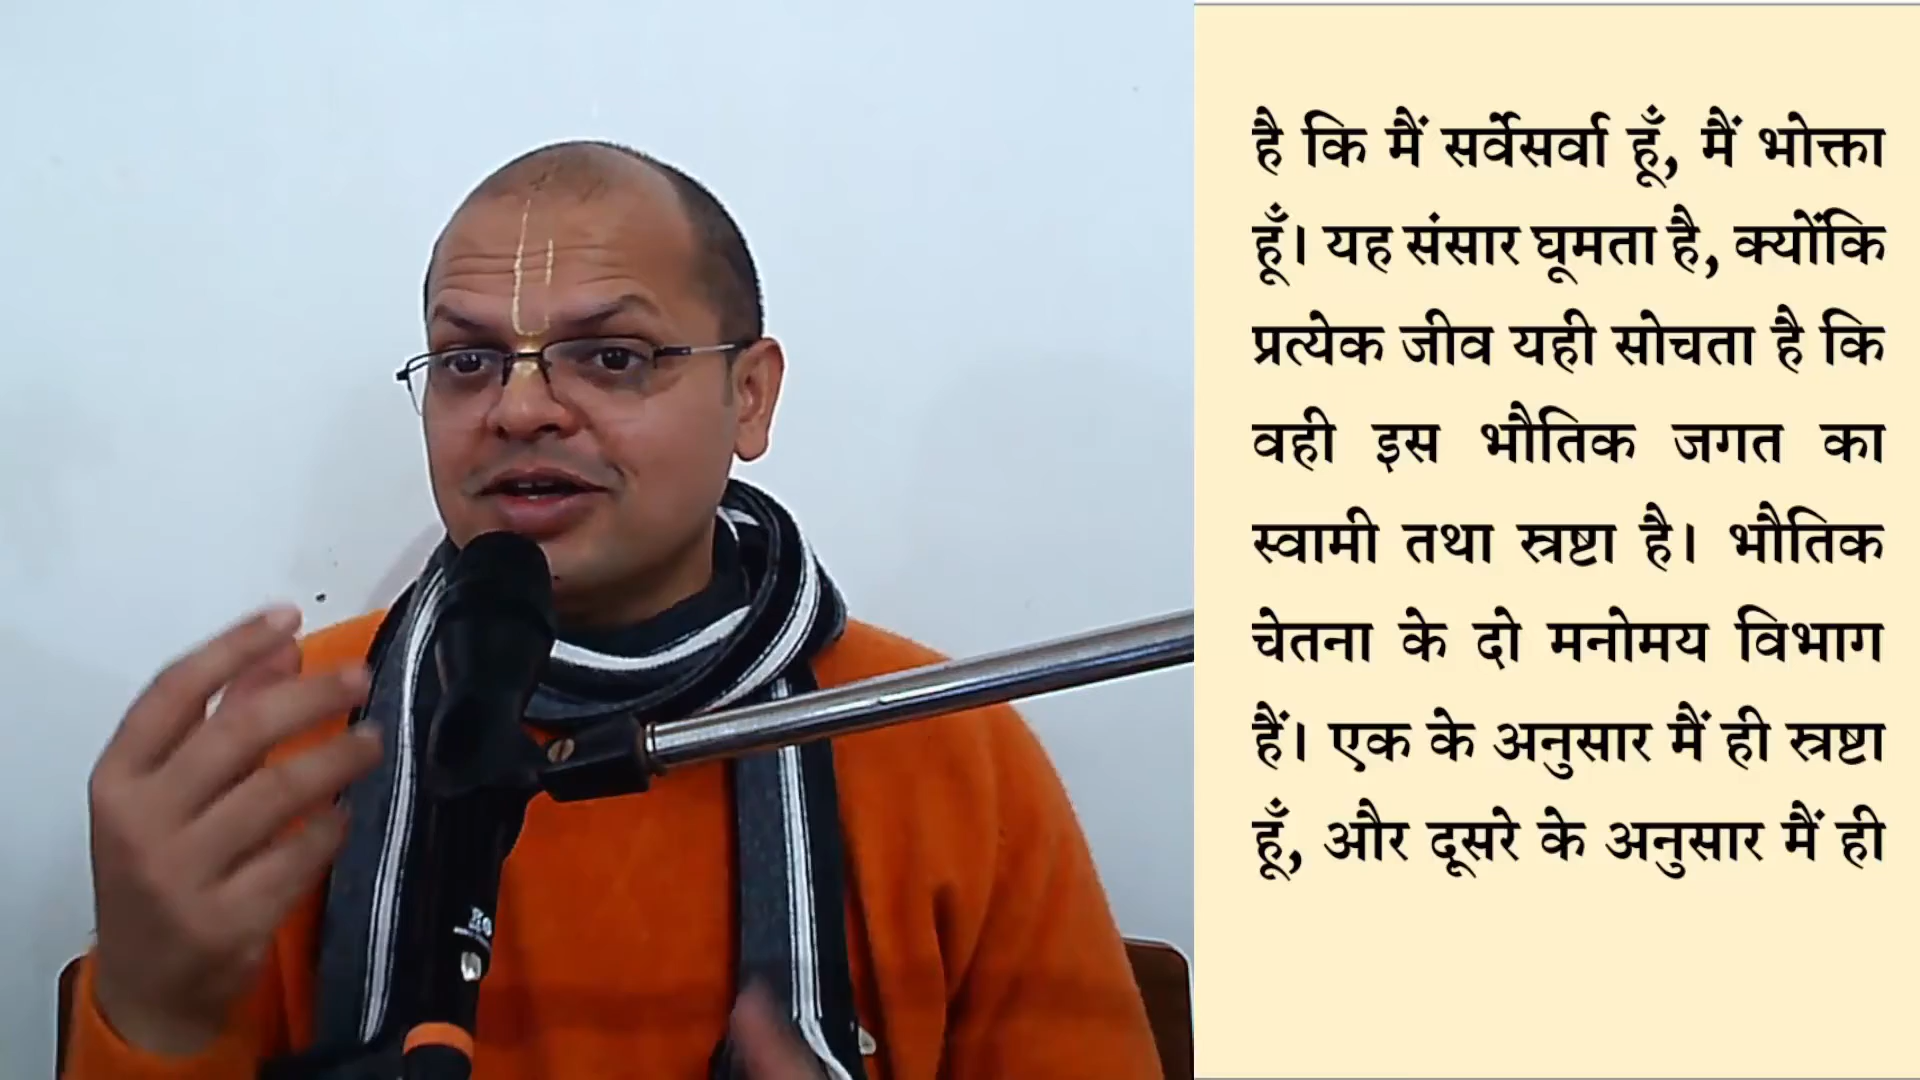 है कि मैं सर्वेसर्वा हूँ, मैं भोक्ता
हूँ। यह संसार घूमता है, क्योंकि
प्रत्येक जीव यही सोचता है कि
वही इस भौतिक जगत का
स्वामी तथा स्रष्टा है। भौतिक
चेतना के दो मनोमय विभाग
हैं। एक के अनुसार मैं ही स्रष्टा
हूँ, और दूसरे के अनुसार मैं ही